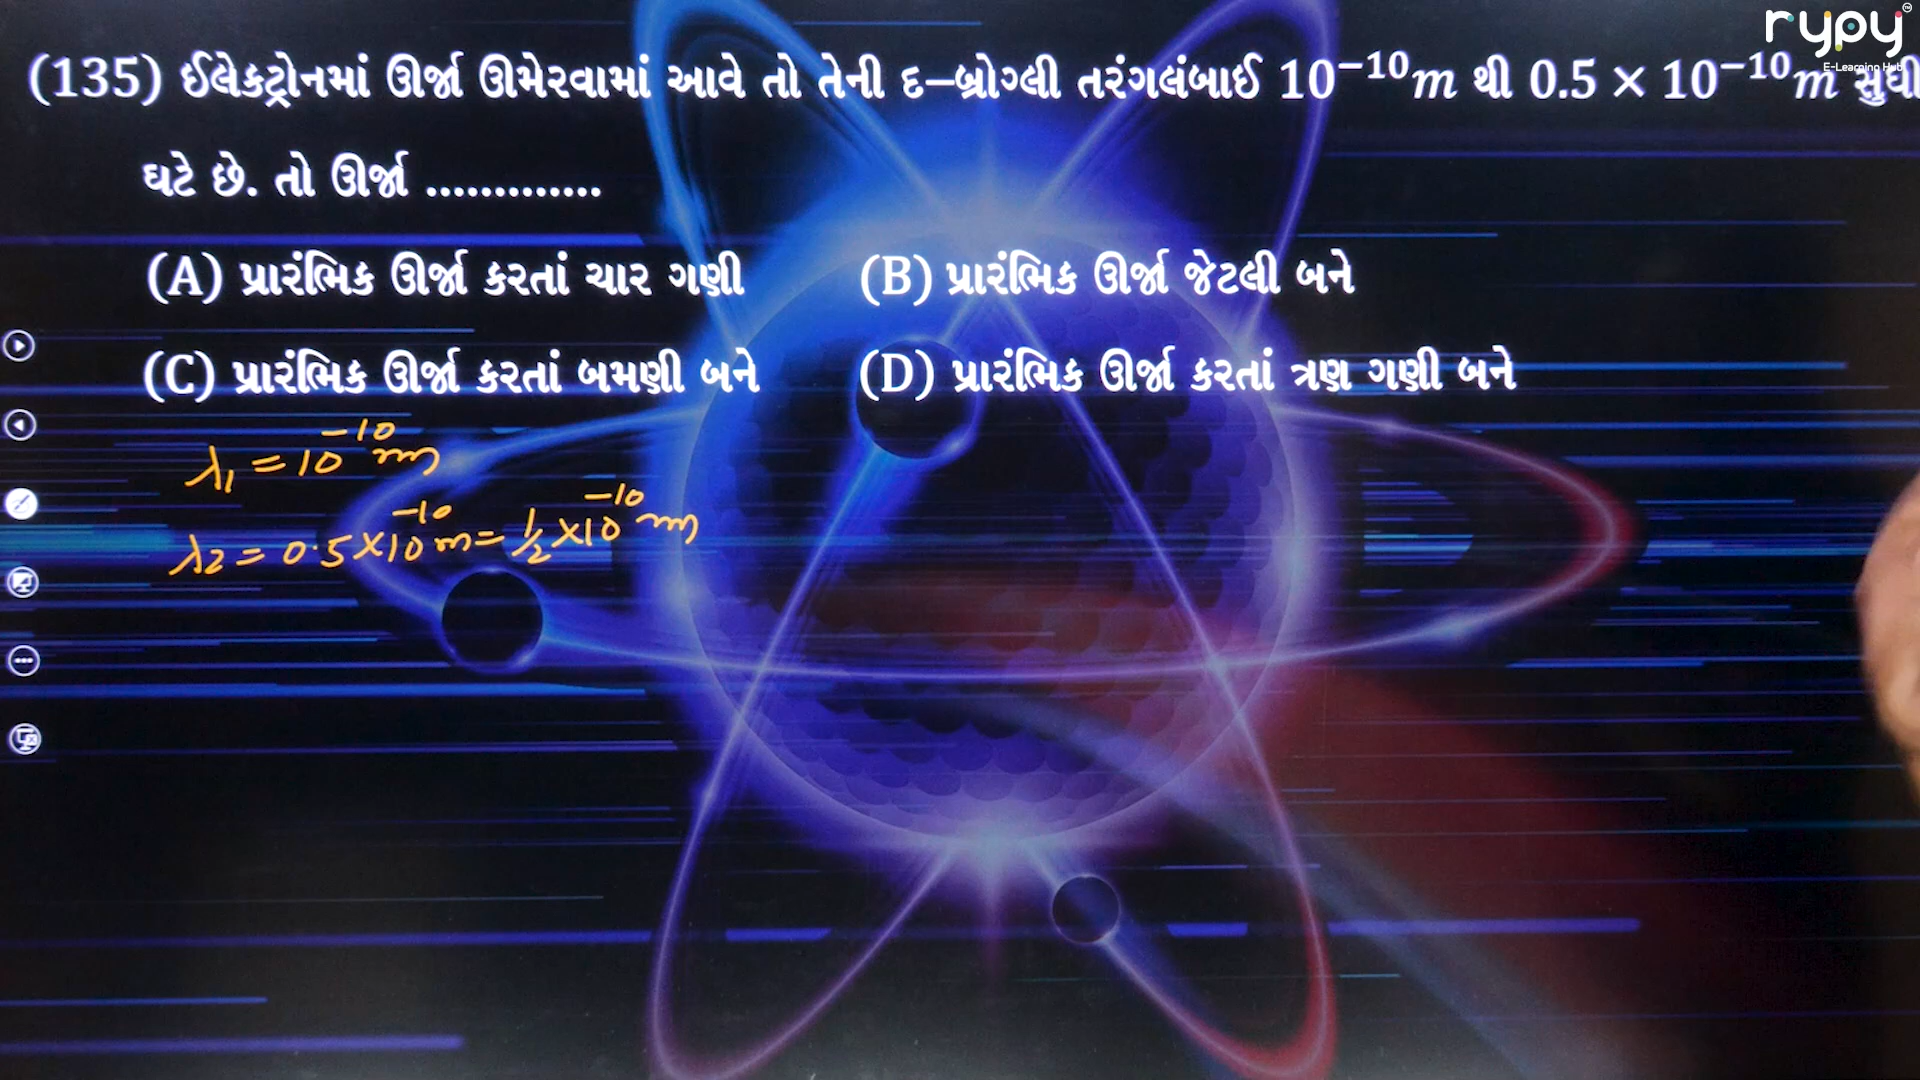 rypy
E-Learning Hub
(135) ઈલેક્ટ્રોનમાં ઊર્જા ઊમેરવામાં આવે તો તેની દ–બ્રોગ્લી તરંગલંબાઈ 10⁻¹⁰m થી 0.5 × 10⁻¹⁰m સુધી
ઘટે છે. તો ઊર્જા .............
(A) પ્રારંભિક ઊર્જા કરતાં ચાર ગણી (B) પ્રારંભિક ઊર્જા જેટલી બને
(C) પ્રારંભિક ઊર્જા કરતાં બમણી બને (D) પ્રારંભિક ઊર્જા કરતાં ત્રણ ગણી બને
λ₁ = 10⁻¹⁰ m
λ₂ = 0.5 × 10⁻¹⁰ m = 1/2 × 10⁻¹⁰ m